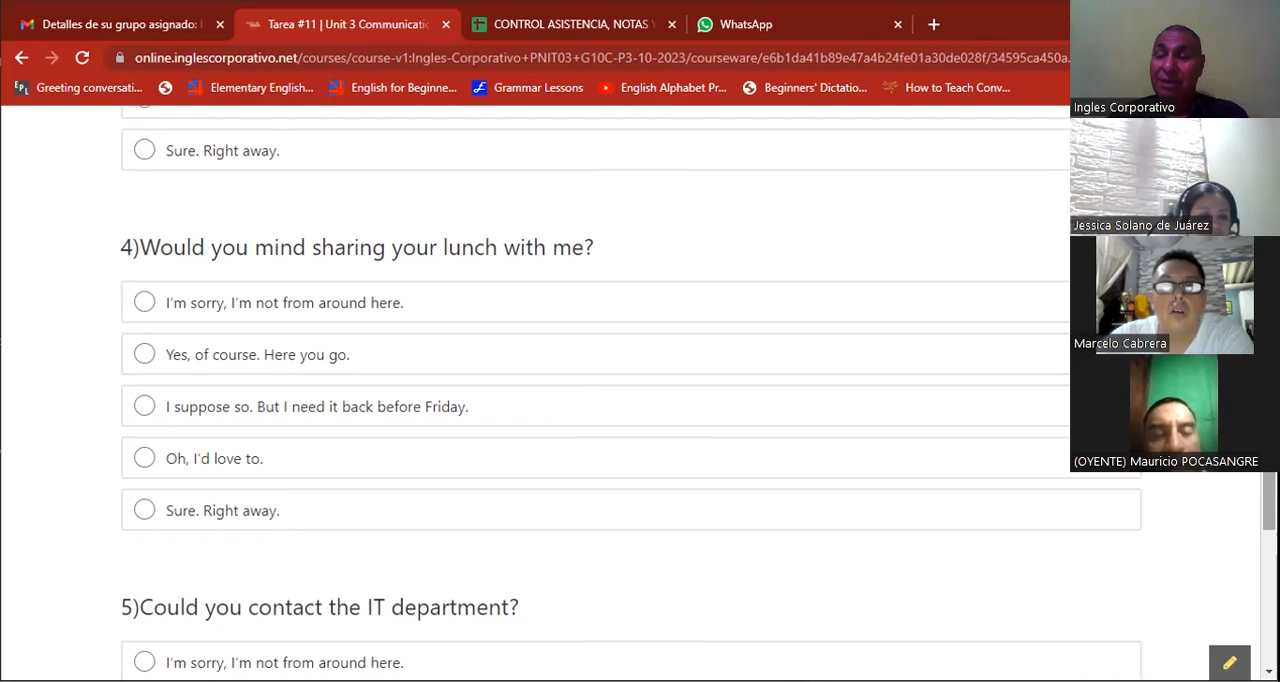 Detalles de su grupo asignado:
Tarea #11 | Unit 3 Communicatio
CONTROL ASISTENCIA, NOTAS
WhatsApp
online.inglescorporativo.net/courses/course-v1:Ingles-Corporativo+PNIT03+G10C-P3-10-2023/courseware/e6b1da41b89e47a4b24fe01a30de028f/34595ca450a.
Greeting conversati...
Elementary English...
English for Beginne...
Grammar Lessons
English Alphabet Pr...
Beginners' Dictatio...
How to Teach Conv...
Sure. Right away.
4)Would you mind sharing your lunch with me?
I'm sorry, I'm not from around here.
Yes, of course. Here you go.
I suppose so. But I need it back before Friday.
Oh, I'd love to.
Sure. Right away.
5)Could you contact the IT department?
I'm sorry, I'm not from around here.
Ingles Corporativo
Jessica Solano de Juárez
Marcelo Cabrera
(OYENTE) Mauricio POCASANGRE